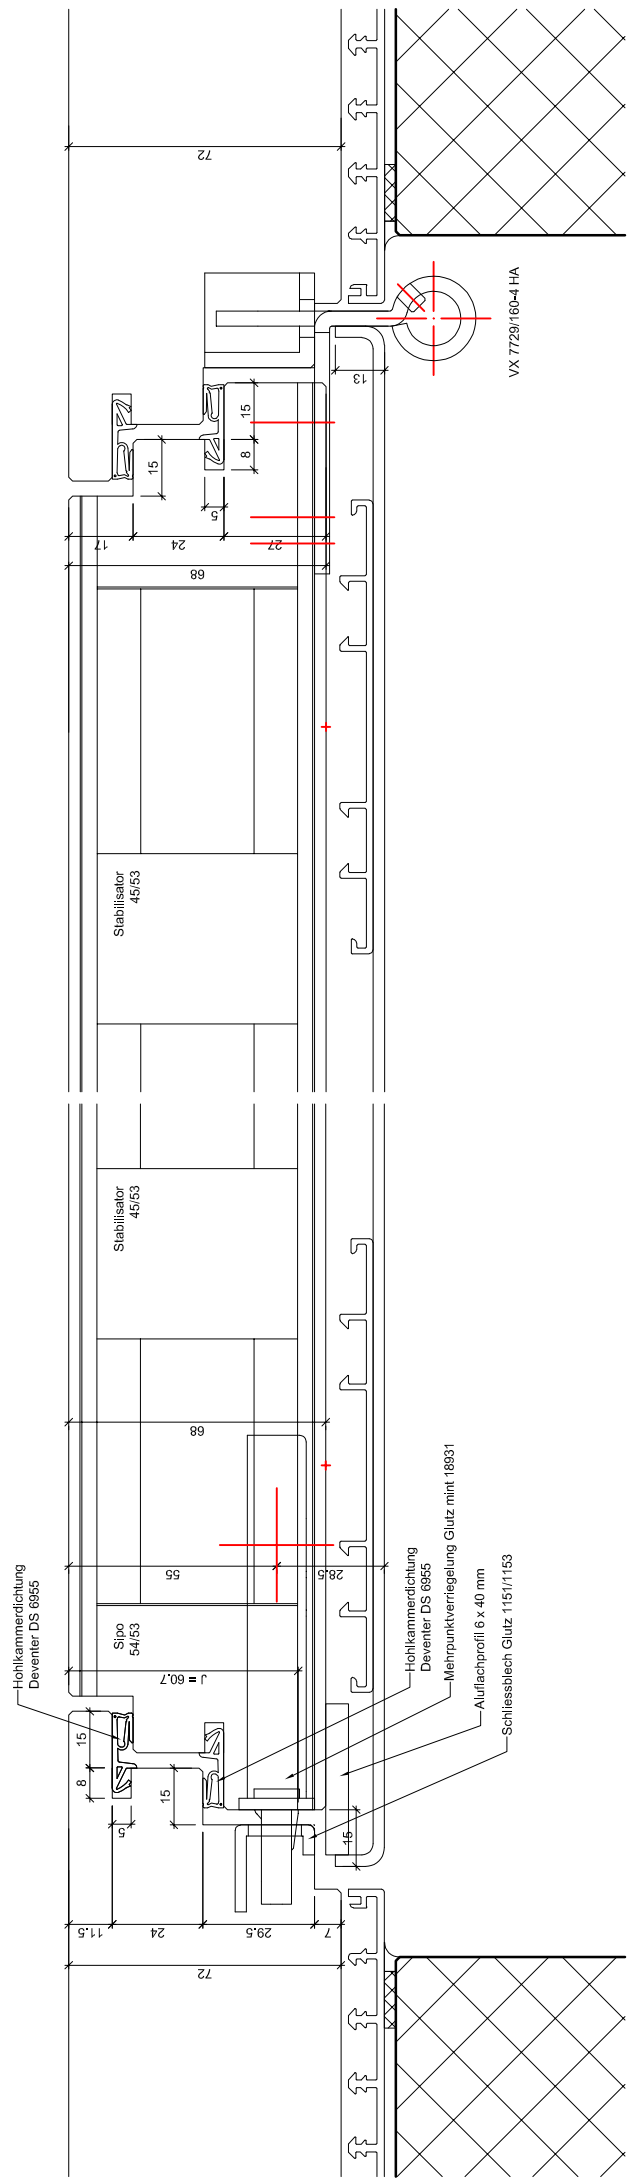 72
VX 7729/160-4 HA
13
15
8
15
5
17
24
27
68
Stabilisator
45/53
Stabilisator
45/53
68
Hohlkammerdichtung
Deventer DS 6955
55
28.5
Sipo
54/53
J = 60.7
Hohlkammerdichtung
Deventer DS 6955
Mehrpunktverriegelung Glutz mint 18931
Aluflachprofil 6 x 40 mm
Schliessblech Glutz 1151/1153
15
8
15
5
15
11.5
24
29.5
7
72